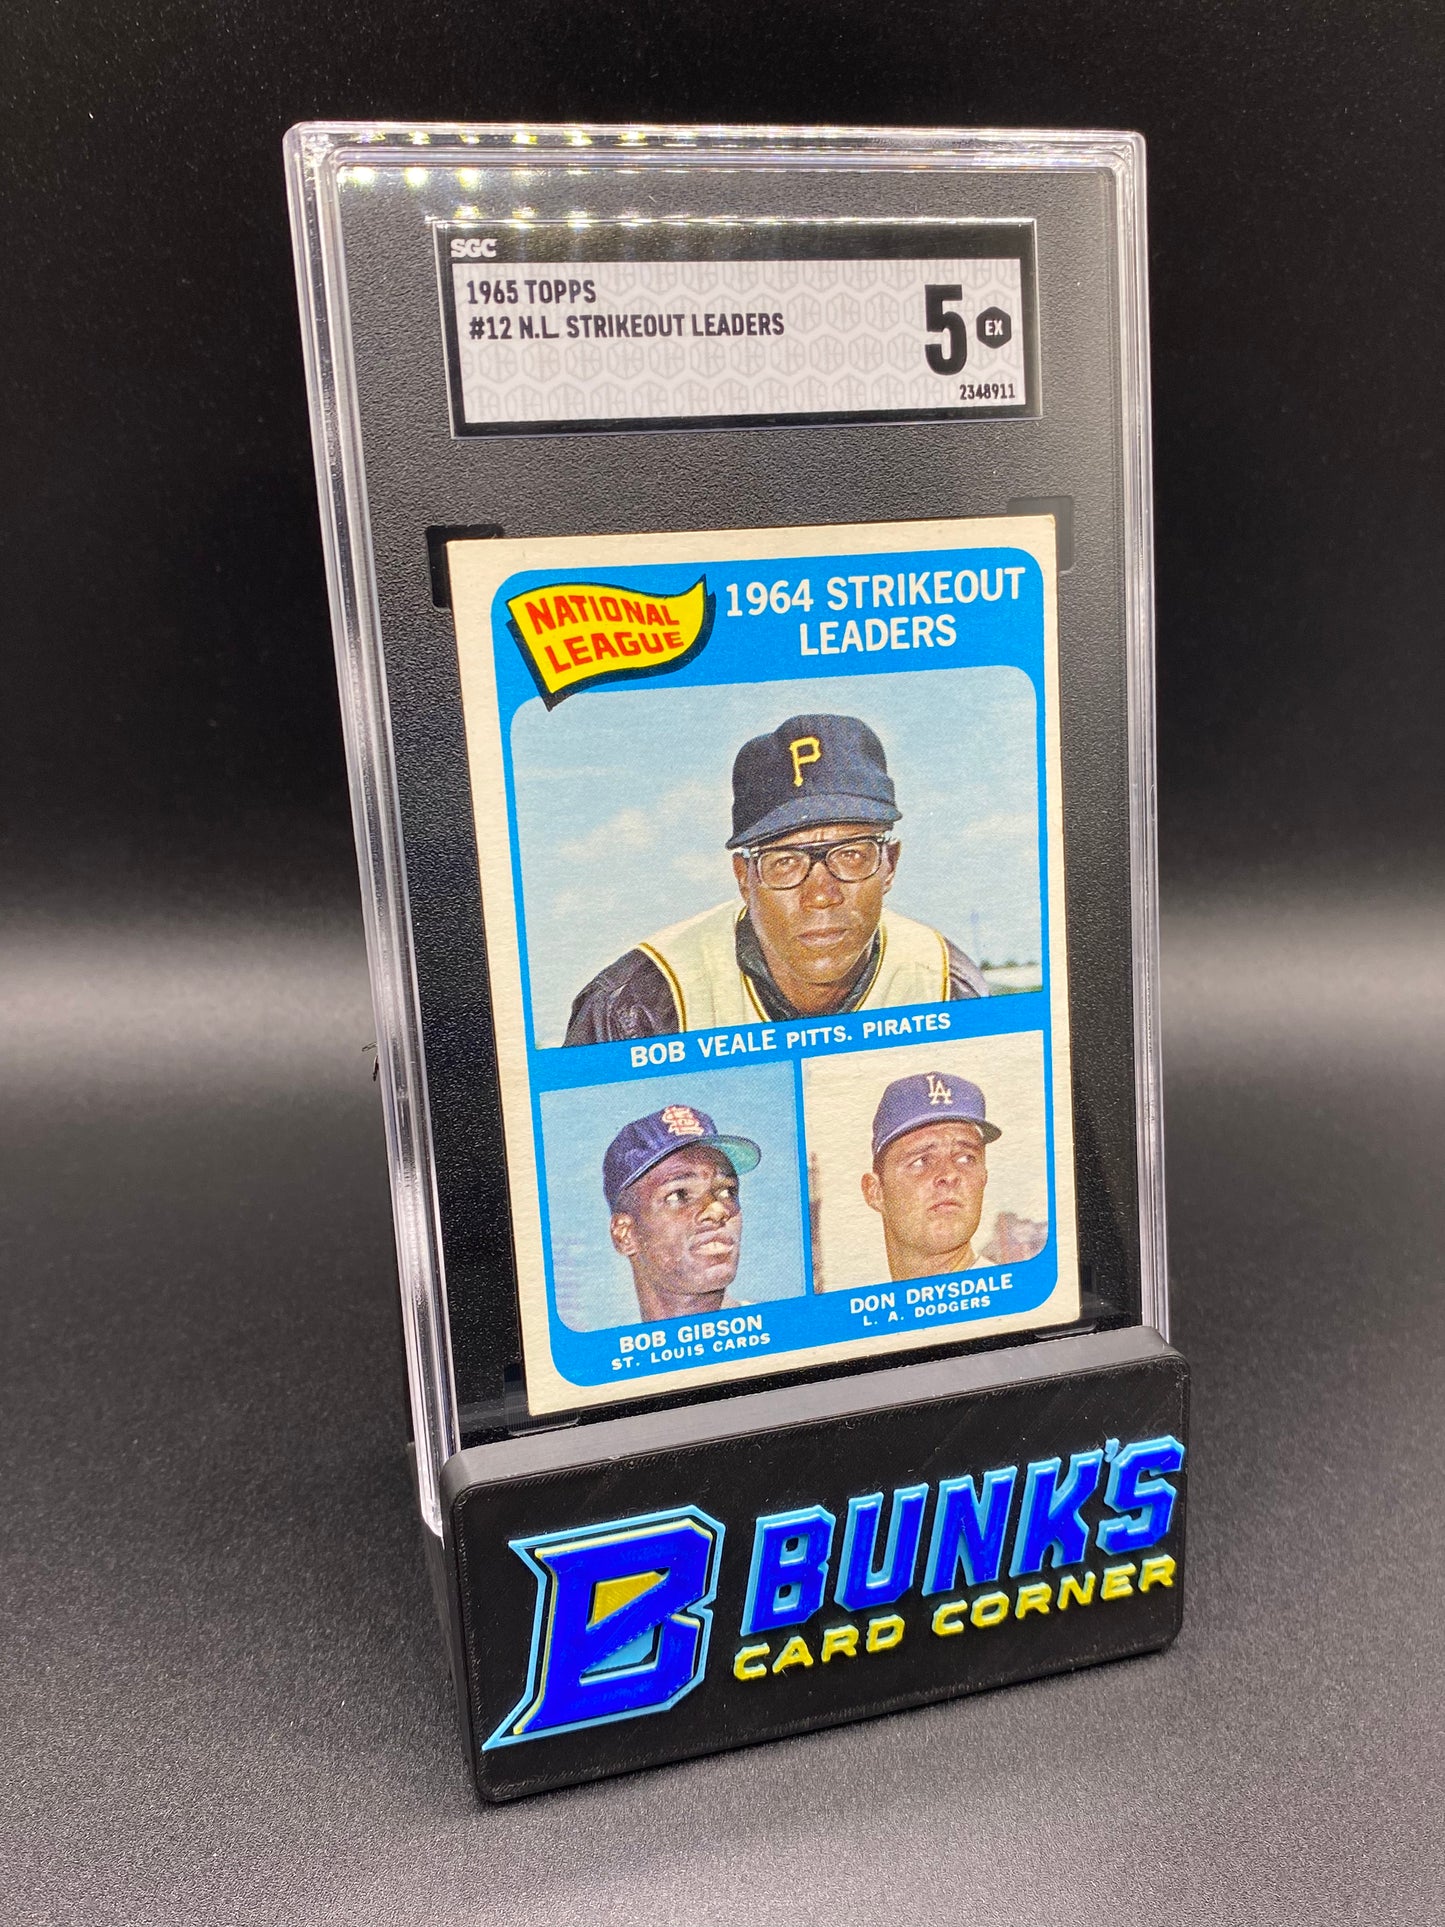 SGC
1965 TOPPS
#12 N.L. STRIKEOUT LEADERS
5 EX
2348911
NATIONAL LEAGUE
1964 STRIKEOUT
LEADERS
P
BOB VEALE PITTS. PIRATES
STL
LA
BOB GIBSON
ST. LOUIS CARDS
DON DRYSDALE
L. A. DODGERS
B
BUNK'S
CARD CORNER